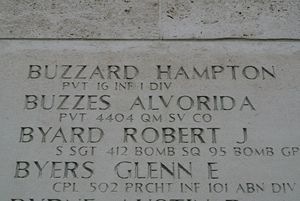 BUZZARD HAMPTON
PVT 16 INF 1 DIV
BUZZES ALVORIDA
PVT 4404 QM SV CO
BYARD ROBERT J
S SGT 412 BOMB SQ 95 BOMB GP
BYERS GLENN E
CPL 502 PRCHT INF 101 ABN DIV